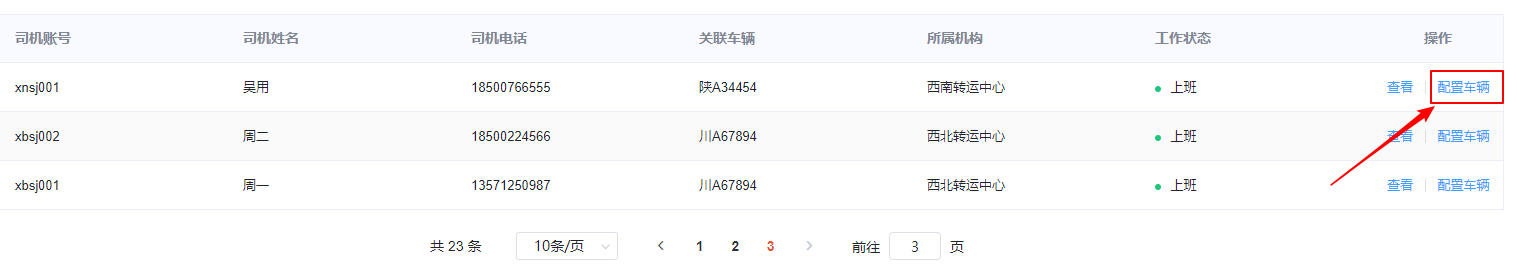 司机账号 司机姓名 司机电话 关联车辆 所属机构 工作状态 操作
xnsj001 吴用 18500766555 陕A34454 西南转运中心 上班 查看 配置车辆
xbsj002 周二 18500224566 川A67894 西北转运中心 上班 查看 配置车辆
xbsj001 周一 13571250987 川A67894 西北转运中心 上班 查看 配置车辆
共 23 条 10条/页 1 2 3 前往 3 页